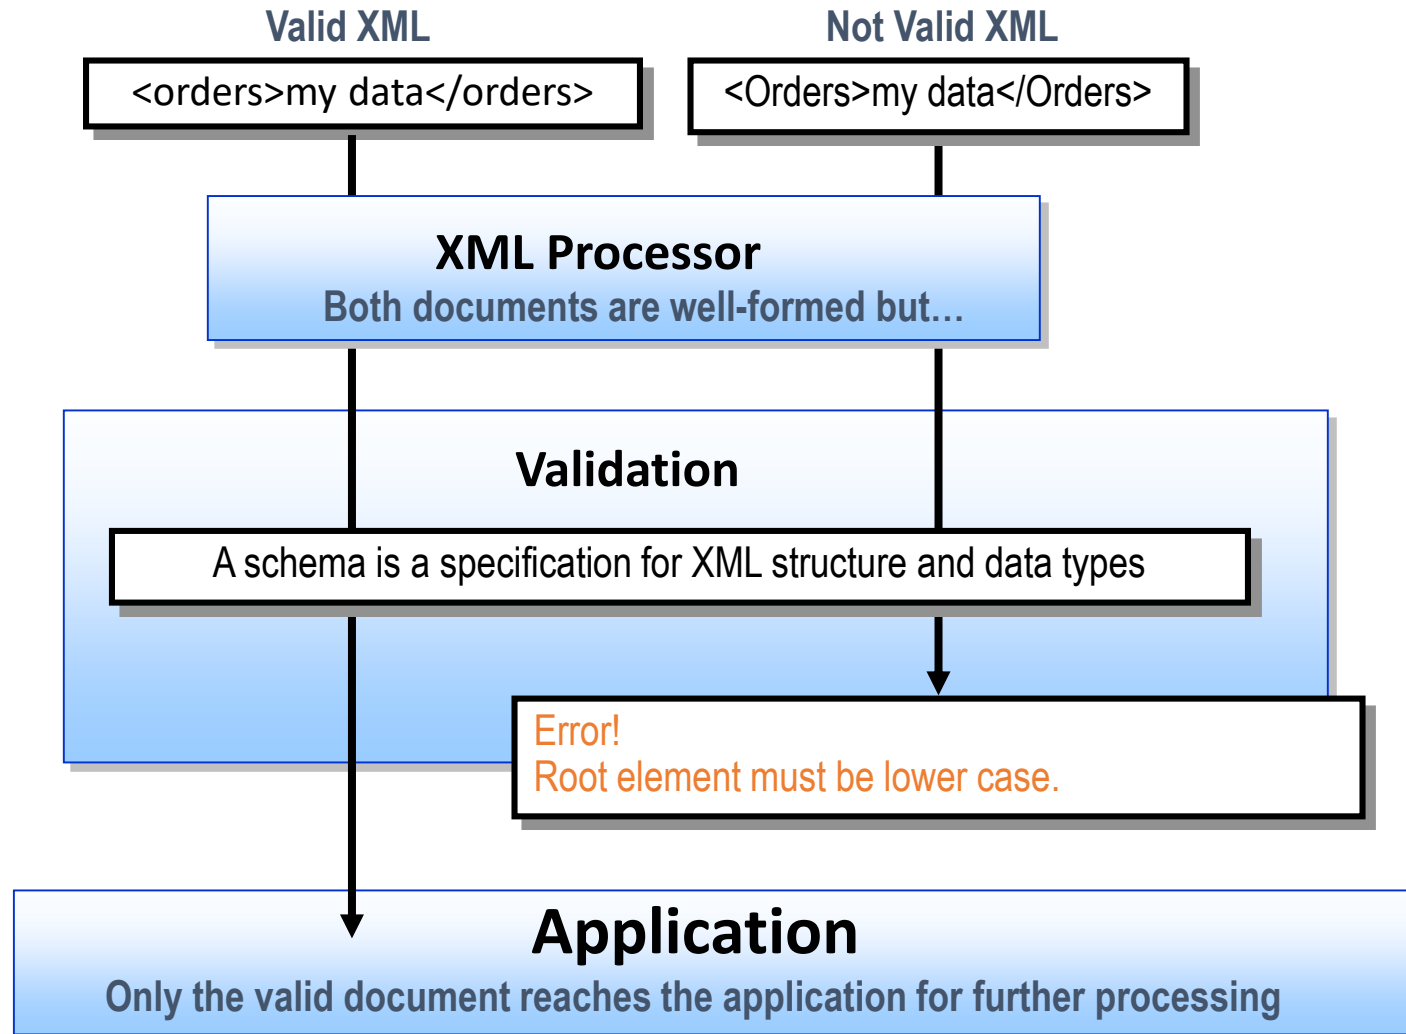 Valid XML
Not Valid XML
<orders>my data</orders>
<Orders>my data</Orders>
XML Processor
Both documents are well-formed but…
Validation
A schema is a specification for XML structure and data types
Error!
Root element must be lower case.
Application
Only the valid document reaches the application for further processing